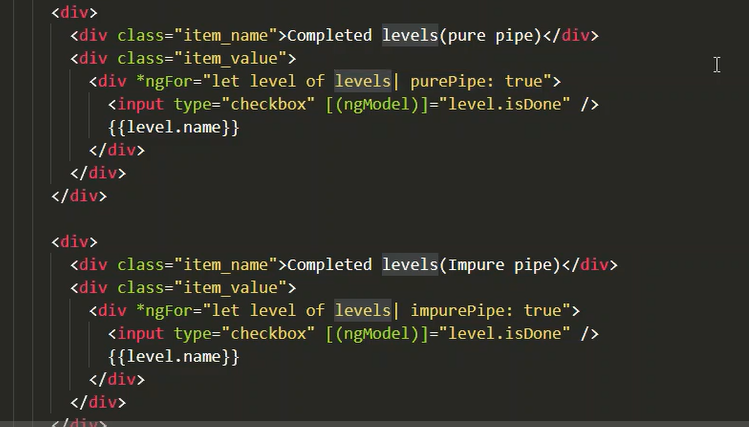 <div>
<div class="item_name">Completed levels(pure pipe)</div>
<div class="item_value">
<div *ngFor="let level of levels| purePipe: true">
<input type="checkbox" [(ngModel)]="level.isDone" />
{{level.name}}
</div>
</div>
</div>
<div>
<div class="item_name">Completed levels(Impure pipe)</div>
<div class="item_value">
<div *ngFor="let level of levels| impurePipe: true">
<input type="checkbox" [(ngModel)]="level.isDone" />
{{level.name}}
</div>
</div>
</div>